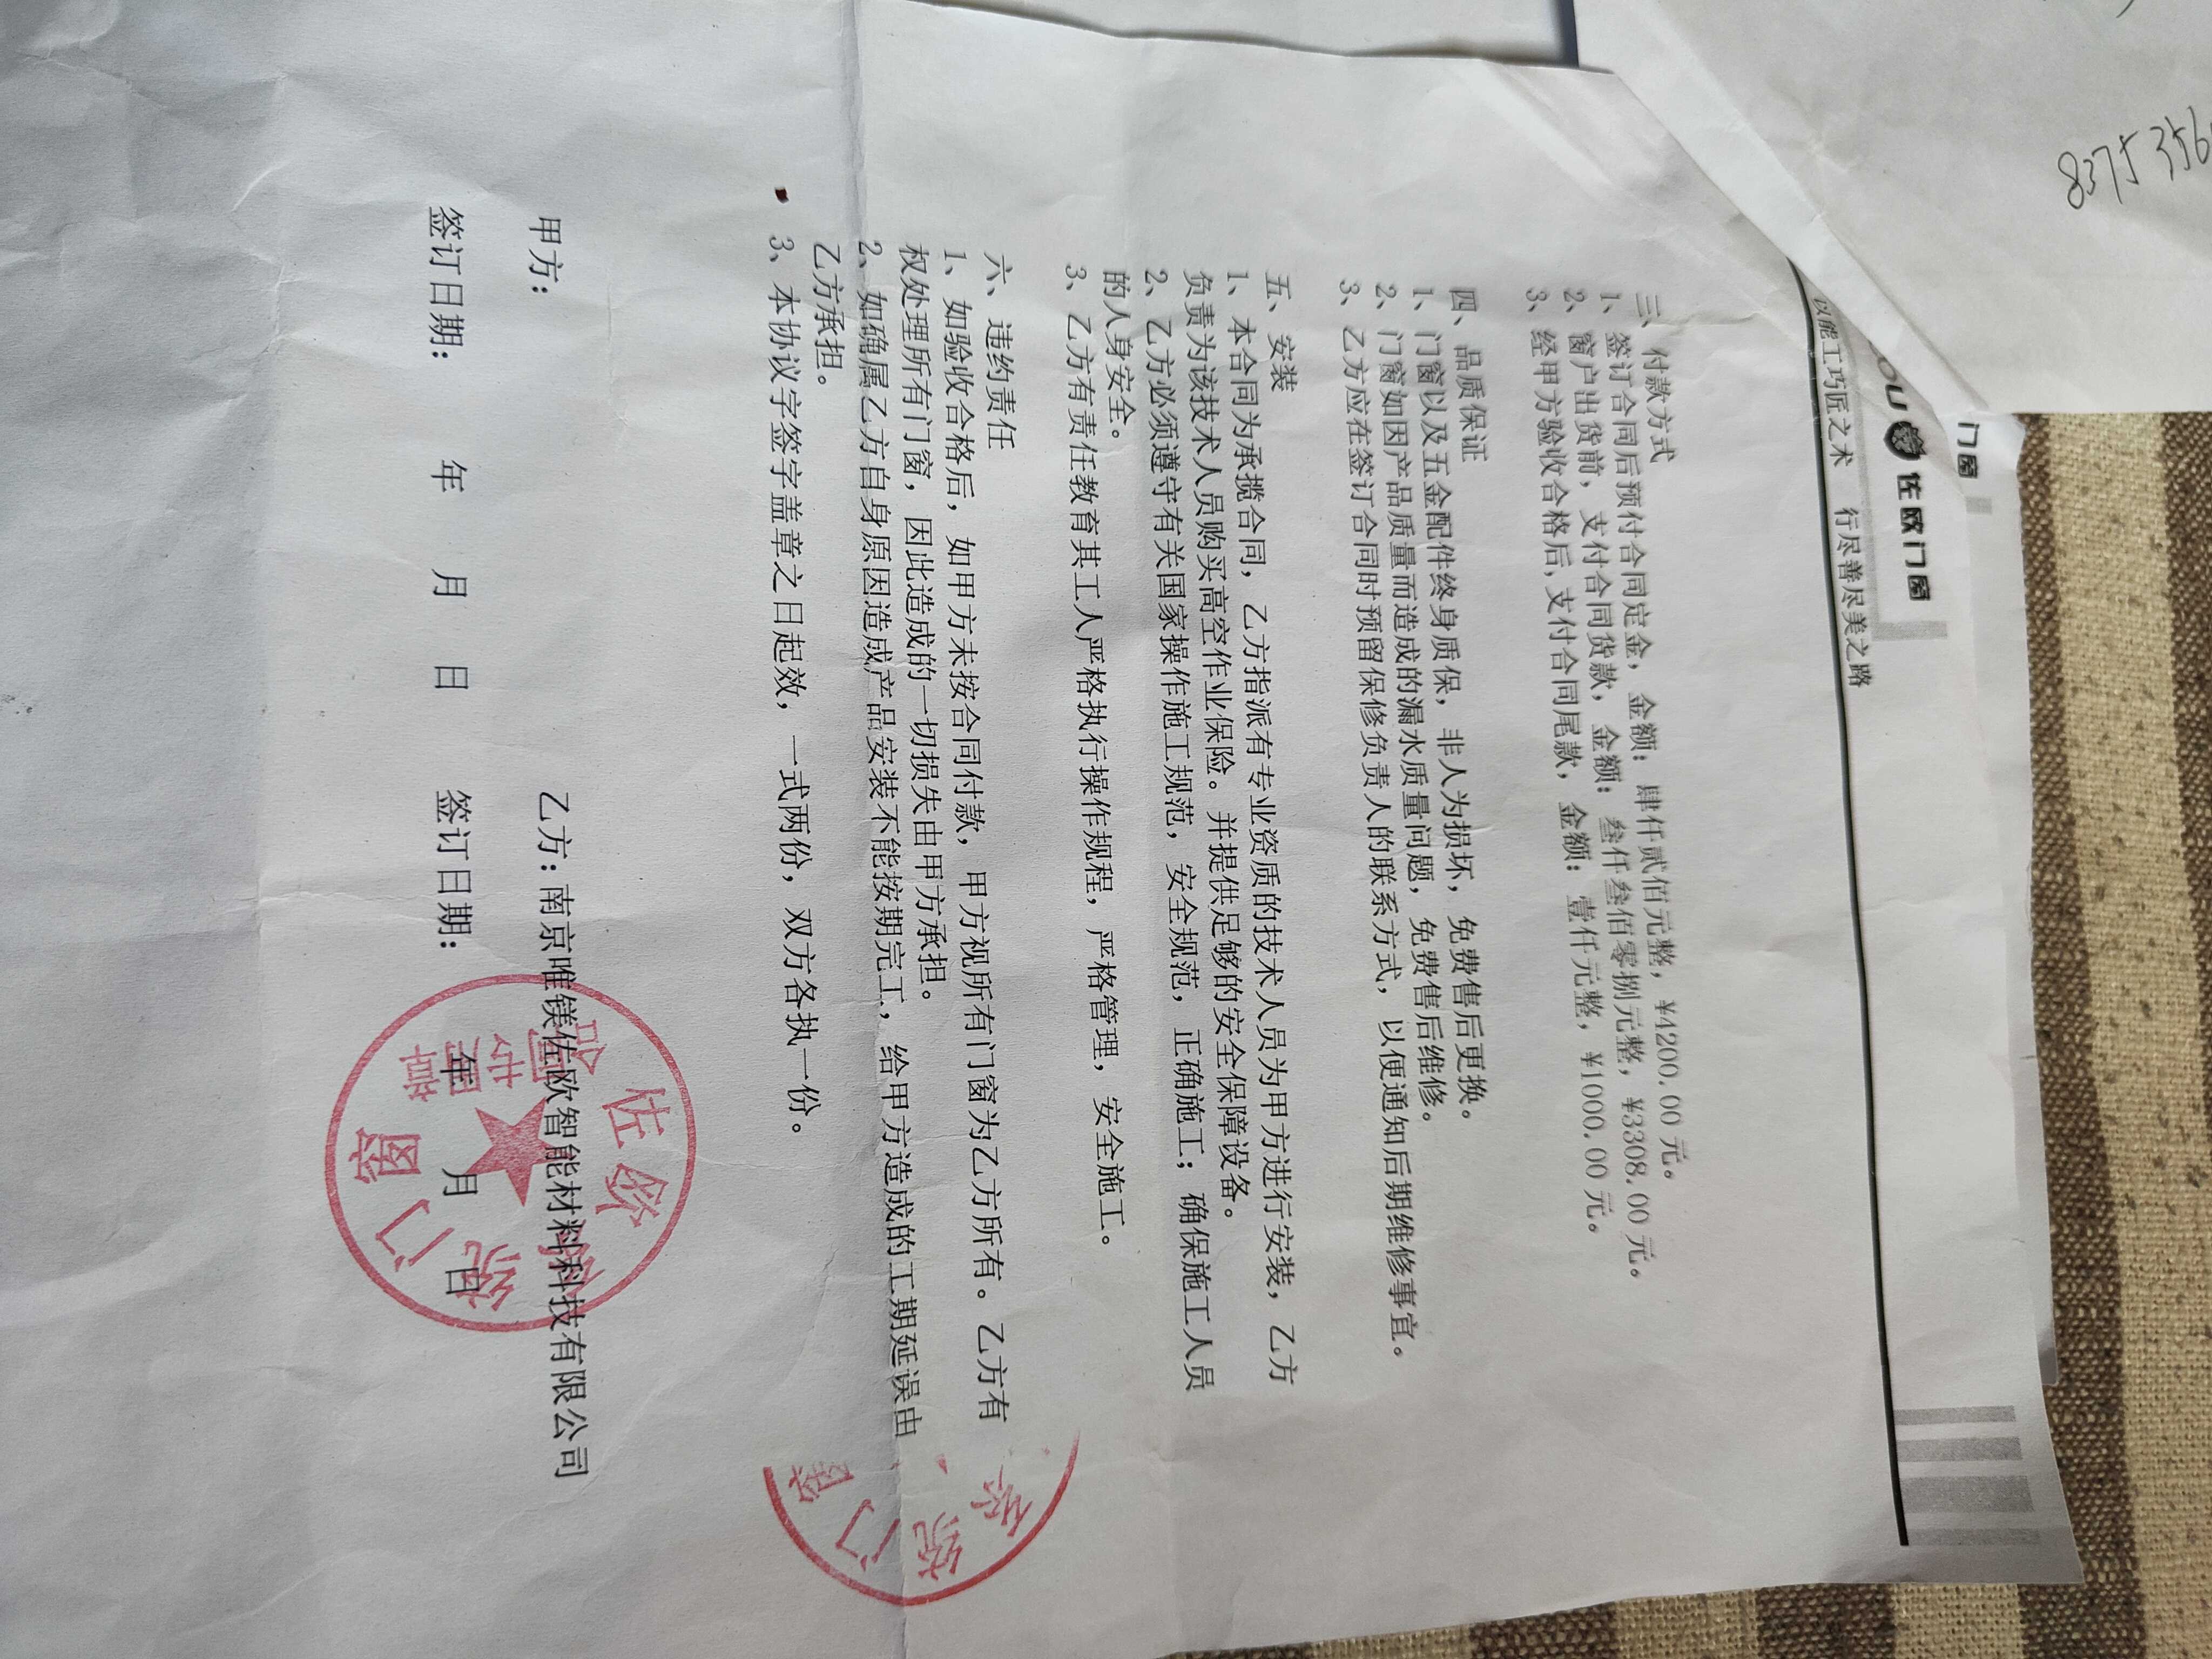 8375356
门窗
OU 佐欧门窗
以能工巧匠之术 行尽善尽美之路
三、付款方式
1、签订合同后预付合同定金，金额：肆仟贰佰元整，¥4200.00元。
2、窗户出货前，支付合同货款，金额：叁仟叁佰零捌元整，¥3308.00元。
3、经甲方验收合格后,支付合同尾款，金额：壹仟元整，¥1000.00元。
四、品质保证
1、门窗以及五金配件终身质保，非人为损坏，免费售后更换。
2、门窗如因产品质量而造成的漏水质量问题，免费售后维修。
3、乙方应在签订合同时预留保修负责人的联系方式，以便通知后期维修事宜。
五、安装
1、本合同为承揽合同，乙方指派有专业资质的技术人员为甲方进行安装，乙方
负责为该技术人员购买高空作业保险。并提供足够的安全保障设备。
2、乙方必须遵守有关国家操作施工规范，安全规范，正确施工；确保施工人员
的人身安全。
3、乙方有责任教育其工人严格执行操作规程，严格管理，安全施工。
六、违约责任
1、如验收合格后，如甲方未按合同付款，甲方视所有门窗为乙方所有。乙方有
权处理所有门窗，因此造成的一切损失由甲方承担。
2、如确属乙方自身原因造成产品安装不能按期完工，给甲方造成的工期延误由
乙方承担。
3、本协议字签字盖章之日起效，一式两份，双方各执一份。
系统门窗
甲方： 乙方：南京唯镁佐欧智能材料科技有限公司
签订日期： 年 月 日 签订日期： 年 月 日
佐欧系统门窗